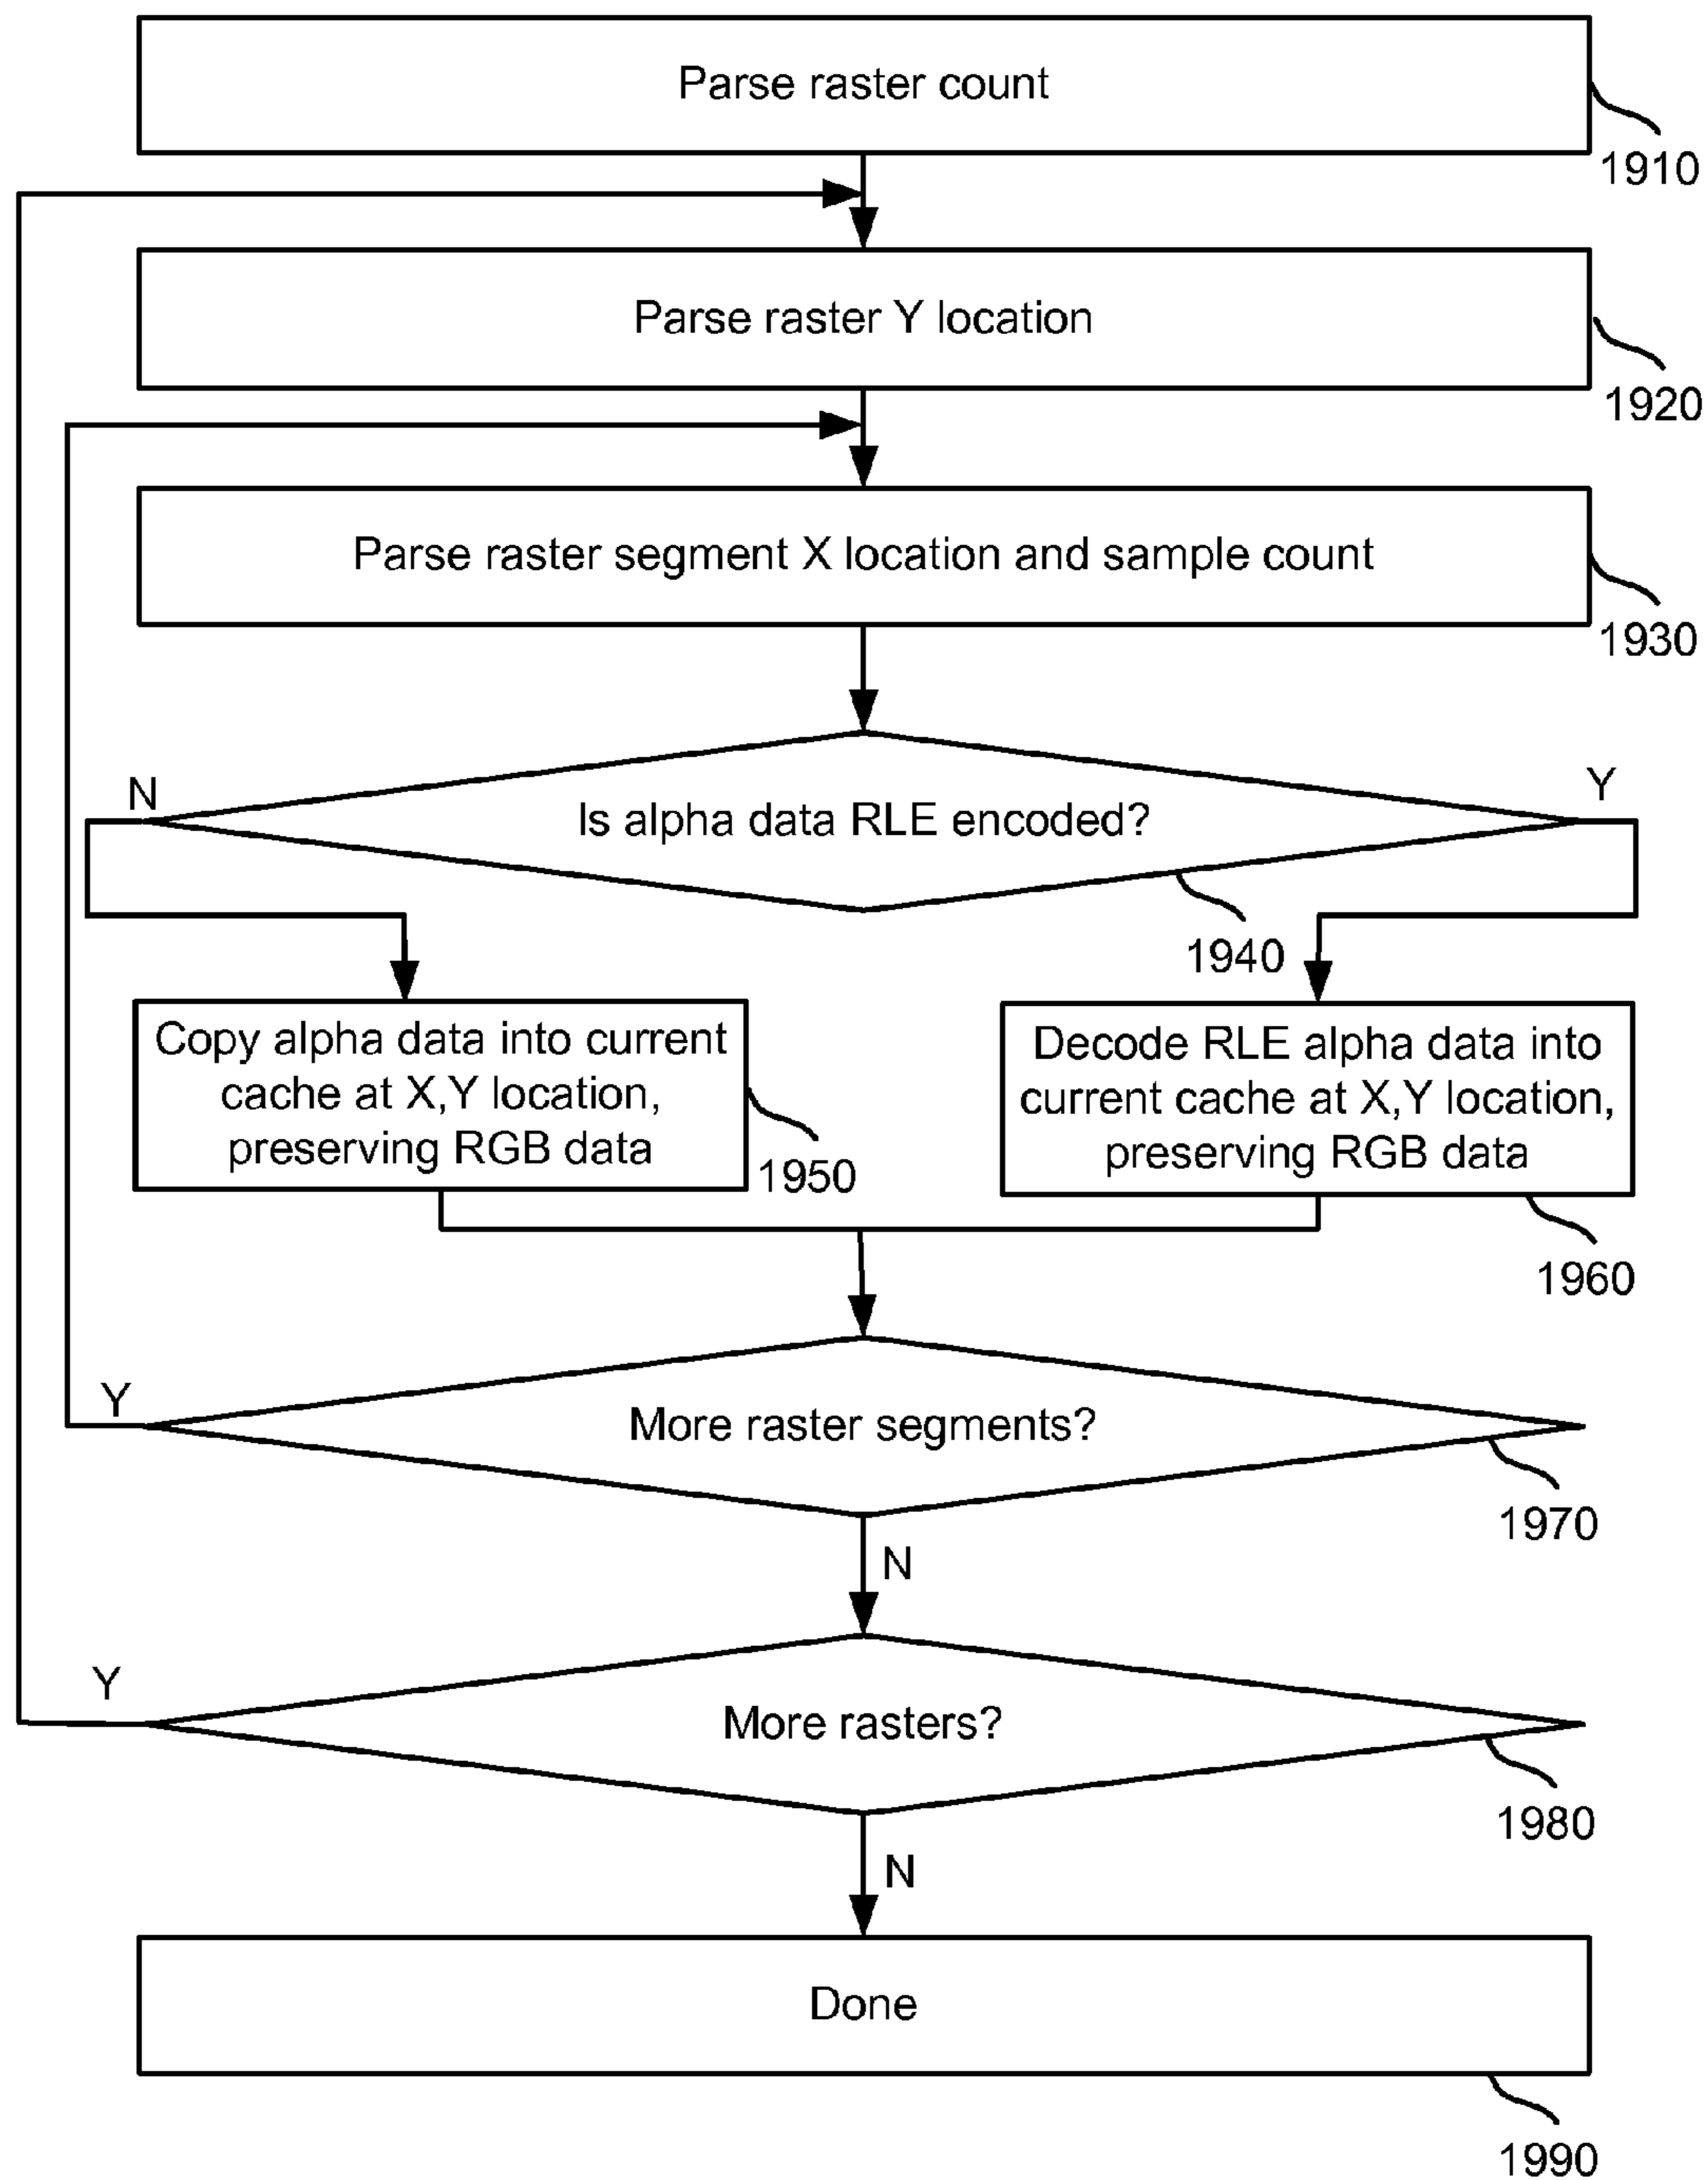 Parse raster count
1910
Parse raster Y location
1920
Parse raster segment X location and sample count
1930
N
Y
Is alpha data RLE encoded?
1940
Copy alpha data into current
cache at X,Y location,
preserving RGB data
1950
Decode RLE alpha data into
current cache at X,Y location,
preserving RGB data
1960
Y
More raster segments?
1970
N
Y
More rasters?
1980
N
Done
1990